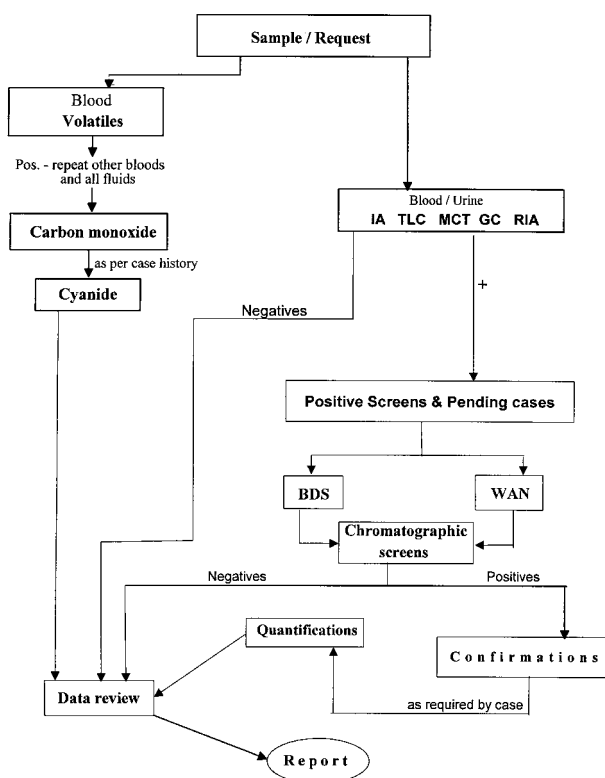 Sample / Request
Blood
Volatiles
Pos. - repeat other bloods
and all fluids
Carbon monoxide
as per case history
Cyanide
Blood / Urine
IA TLC MCT GC RIA
Negatives
+
Positive Screens & Pending cases
BDS
WAN
Chromatographic
screens
Negatives
Positives
Quantifications
Confirmations
as required by case
Data review
Report